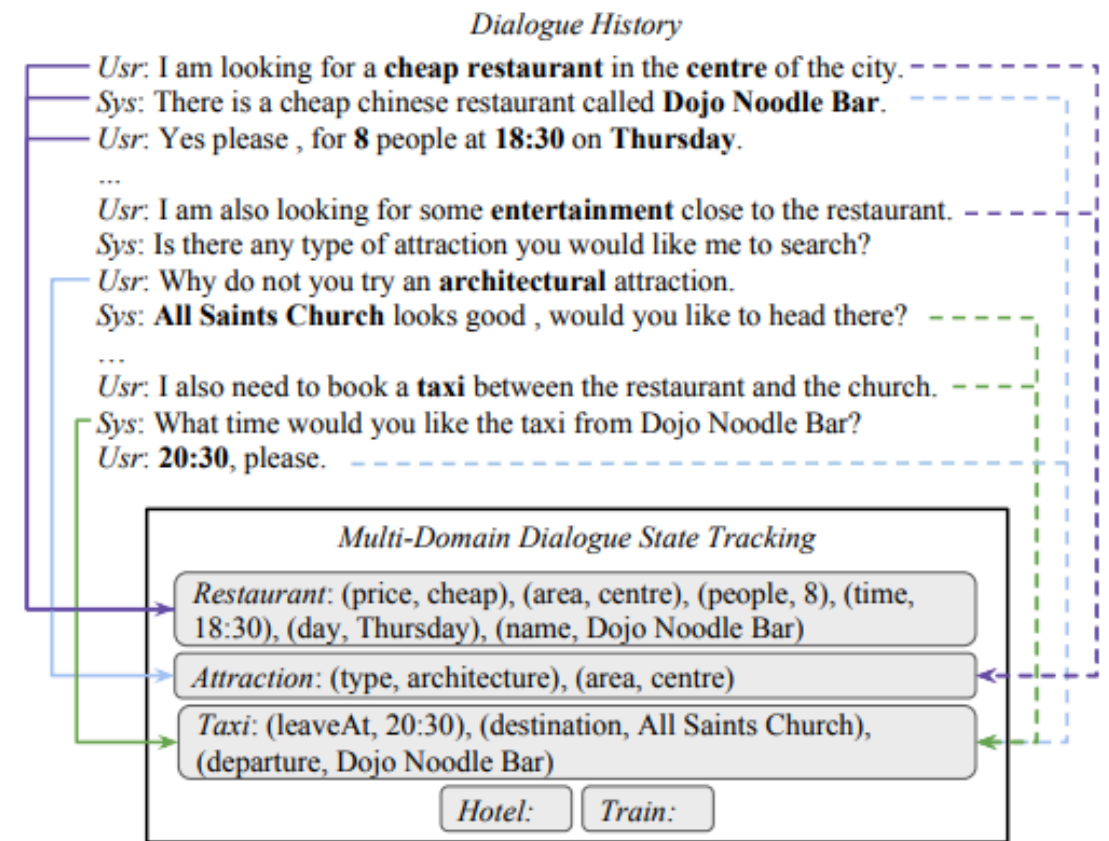 Dialogue History
Usr: I am looking for a cheap restaurant in the centre of the city.
Sys: There is a cheap chinese restaurant called Dojo Noodle Bar.
Usr: Yes please , for 8 people at 18:30 on Thursday.
...
Usr: I am also looking for some entertainment close to the restaurant.
Sys: Is there any type of attraction you would like me to search?
Usr: Why do not you try an architectural attraction.
Sys: All Saints Church looks good , would you like to head there?
...
Usr: I also need to book a taxi between the restaurant and the church.
Sys: What time would you like the taxi from Dojo Noodle Bar?
Usr: 20:30, please.
Multi-Domain Dialogue State Tracking
Restaurant: (price, cheap), (area, centre), (people, 8), (time,
18:30), (day, Thursday), (name, Dojo Noodle Bar)
Attraction: (type, architecture), (area, centre)
Taxi: (leaveAt, 20:30), (destination, All Saints Church),
(departure, Dojo Noodle Bar)
Hotel: Train: